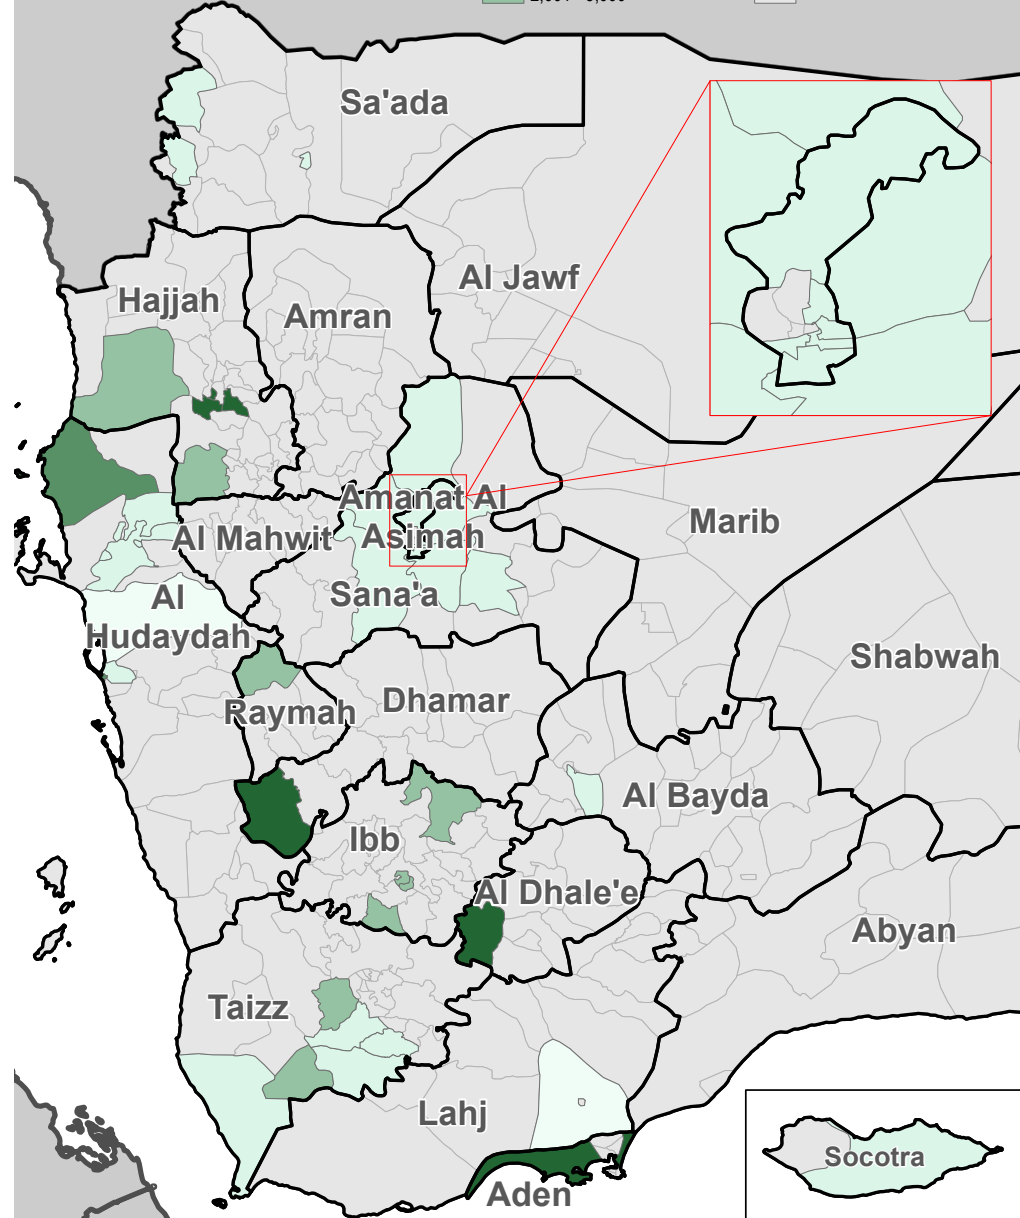 Sa'ada
Al Jawf
Hajjah
Amran
Amanat Al
Asimah
Marib
Al Mahwit
Sana'a
Al
Hudaydah
Shabwah
Dhamar
Raymah
Al Bayda
Ibb
Al Dhale'e
Abyan
Taizz
Lahj
Socotra
Aden